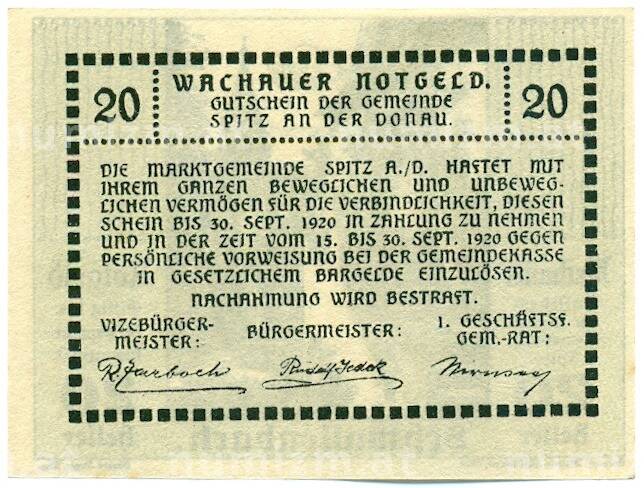 20 WACHAUER NOTGELD. 20
GUTSCHEIN DER GEMEINDE
SPITZ AN DER DONAU.
DIE MARKTGEMEINDE SPITZ A./D. HAFTET MIT
IHREM GANZEN BEWEGLICHEN UND UNBEWEG-
LICHEN VERMÖGEN FÜR DIE VERBINDLICHKEIT, DIESEN
SCHEIN BIS 30. SEPT. 1920 IN ZAHLUNG ZU NEHMEN
UND IN DER ZEIT VOM 15. BIS 30. SEPT. 1920 GEGEN
PERSÖNLICHE VORWEISUNG BEI DER GEMEINDEKASSE
IN GESETZLICHEM BARGELDE EINZULÖSEN.
NACHAHMUNG WIRD BESTRAFT.
VIZEBÜRGER-
MEISTER:
BÜRGERMEISTER:
1. GESCHÄFTSF.
GEM.-RAT: